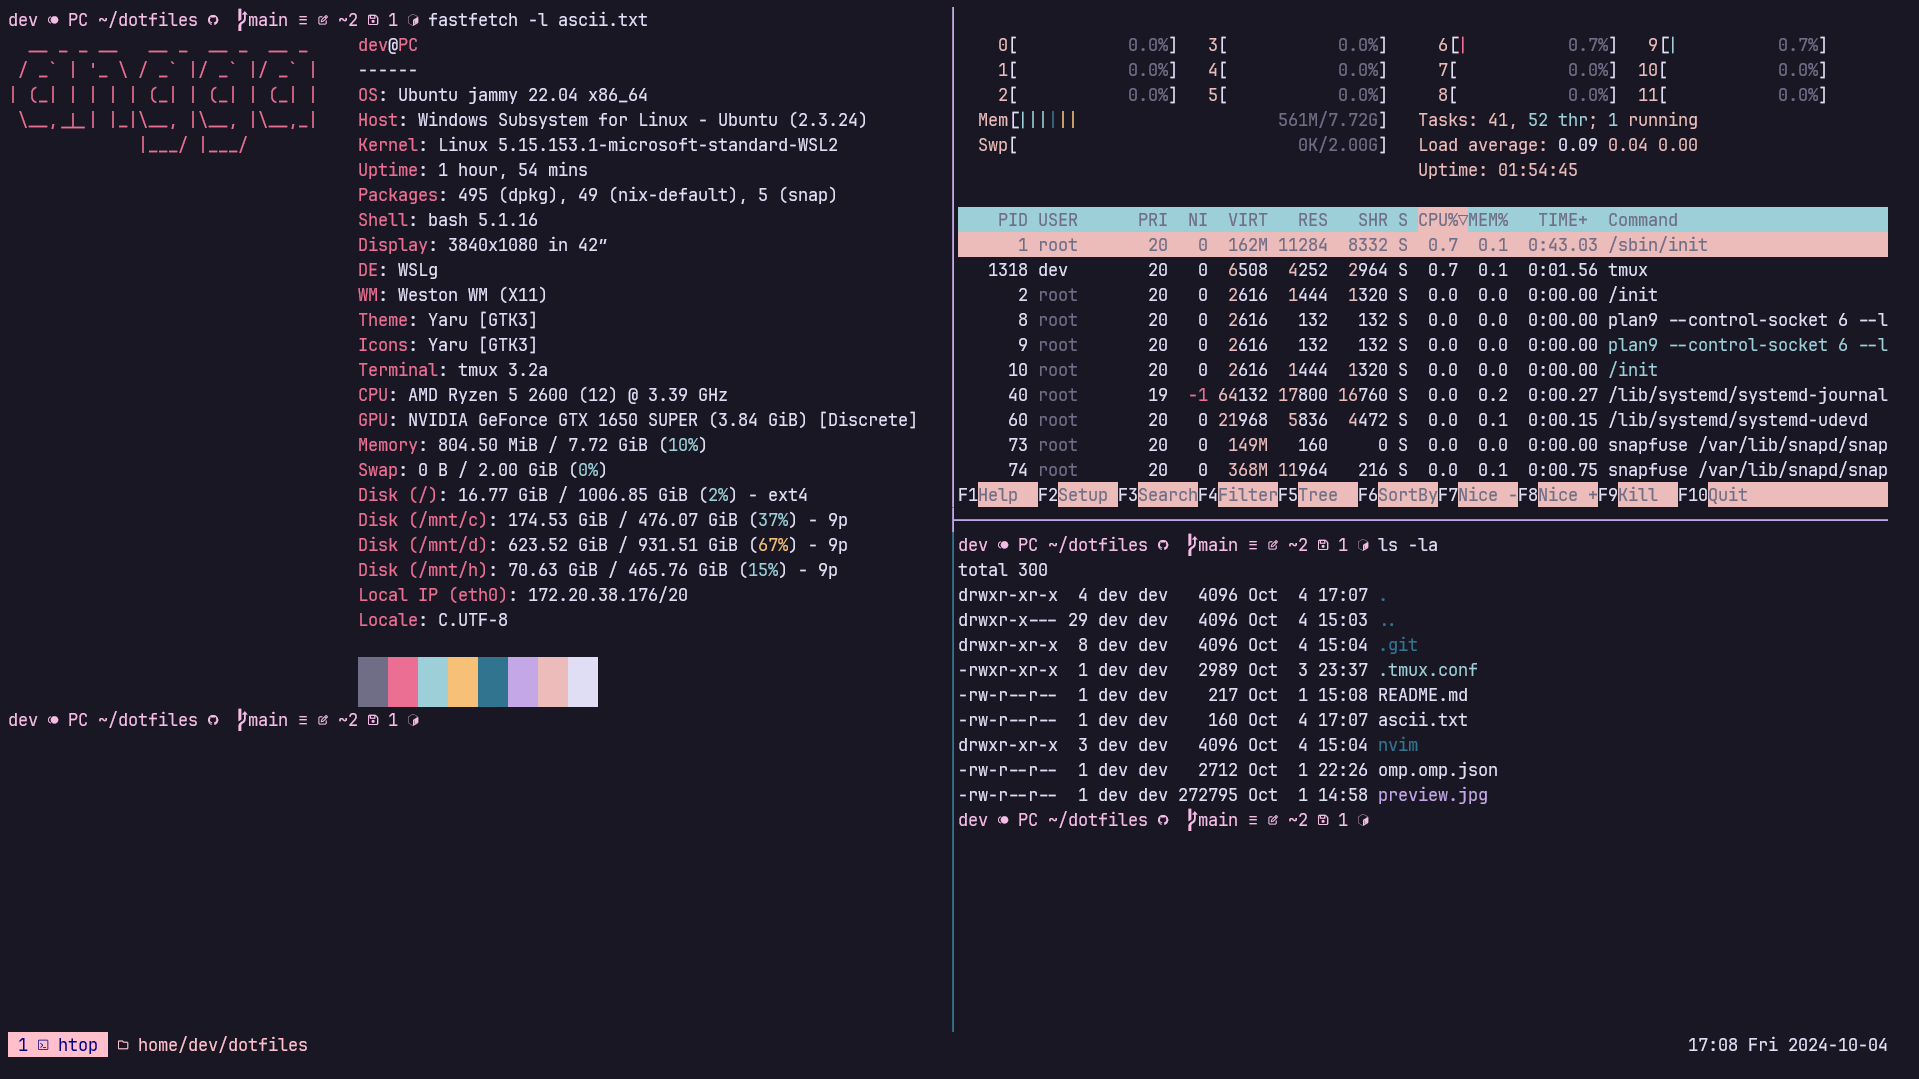 dev PC ~/dotfiles main ≡ ~2 1 fastfetch -l ascii.txt
dev@PC
------
OS: Ubuntu jammy 22.04 x86_64
Host: Windows Subsystem for Linux - Ubuntu (2.3.24)
Kernel: Linux 5.15.153.1-microsoft-standard-WSL2
Uptime: 1 hour, 54 mins
Packages: 495 (dpkg), 49 (nix-default), 5 (snap)
Shell: bash 5.1.16
Display: 3840x1080 in 42″
DE: WSLg
WM: Weston WM (X11)
Theme: Yaru [GTK3]
Icons: Yaru [GTK3]
Terminal: tmux 3.2a
CPU: AMD Ryzen 5 2600 (12) @ 3.39 GHz
GPU: NVIDIA GeForce GTX 1650 SUPER (3.84 GiB) [Discrete]
Memory: 804.50 MiB / 7.72 GiB (10%)
Swap: 0 B / 2.00 GiB (0%)
Disk (/): 16.77 GiB / 1006.85 GiB (2%) - ext4
Disk (/mnt/c): 174.53 GiB / 476.07 GiB (37%) - 9p
Disk (/mnt/d): 623.52 GiB / 931.51 GiB (67%) - 9p
Disk (/mnt/h): 70.63 GiB / 465.76 GiB (15%) - 9p
Local IP (eth0): 172.20.38.176/20
Locale: C.UTF-8
dev PC ~/dotfiles main ≡ ~2 1
0[ 0.0%] 3[ 0.0%] 6[| 0.7%] 9[| 0.7%]
1[ 0.0%] 4[ 0.0%] 7[ 0.0%] 10[ 0.0%]
2[ 0.0%] 5[ 0.0%] 8[ 0.0%] 11[ 0.0%]
Mem[|||||| 561M/7.72G] Tasks: 41, 52 thr; 1 running
Swp[ 0K/2.00G] Load average: 0.09 0.04 0.00
Uptime: 01:54:45
PID USER PRI NI VIRT RES SHR S CPU%▽MEM% TIME+ Command
1 root 20 0 162M 11284 8332 S 0.7 0.1 0:43.03 /sbin/init
1318 dev 20 0 6508 4252 2964 S 0.7 0.1 0:01.56 tmux
2 root 20 0 2616 1444 1320 S 0.0 0.0 0:00.00 /init
8 root 20 0 2616 132 132 S 0.0 0.0 0:00.00 plan9 --control-socket 6 --l
9 root 20 0 2616 132 132 S 0.0 0.0 0:00.00 plan9 --control-socket 6 --l
10 root 20 0 2616 1444 1320 S 0.0 0.0 0:00.00 /init
40 root 19 -1 64132 17800 16760 S 0.0 0.2 0:00.27 /lib/systemd/systemd-journal
60 root 20 0 21968 5836 4472 S 0.0 0.1 0:00.15 /lib/systemd/systemd-udevd
73 root 20 0 149M 160 0 S 0.0 0.0 0:00.00 snapfuse /var/lib/snapd/snap
74 root 20 0 368M 11964 216 S 0.0 0.1 0:00.75 snapfuse /var/lib/snapd/snap
F1Help F2Setup F3SearchF4FilterF5Tree F6SortByF7Nice -F8Nice +F9Kill F10Quit
dev PC ~/dotfiles main ≡ ~2 1 ls -la
total 300
drwxr-xr-x 4 dev dev 4096 Oct 4 17:07 .
drwxr-x--- 29 dev dev 4096 Oct 4 15:03 ..
drwxr-xr-x 8 dev dev 4096 Oct 4 15:04 .git
-rwxr-xr-x 1 dev dev 2989 Oct 3 23:37 .tmux.conf
-rw-r--r-- 1 dev dev 217 Oct 1 15:08 README.md
-rw-r--r-- 1 dev dev 160 Oct 4 17:07 ascii.txt
drwxr-xr-x 3 dev dev 4096 Oct 4 15:04 nvim
-rw-r--r-- 1 dev dev 2712 Oct 1 22:26 omp.omp.json
-rw-r--r-- 1 dev dev 272795 Oct 1 14:58 preview.jpg
dev PC ~/dotfiles main ≡ ~2 1
1 htop home/dev/dotfiles
17:08 Fri 2024-10-04